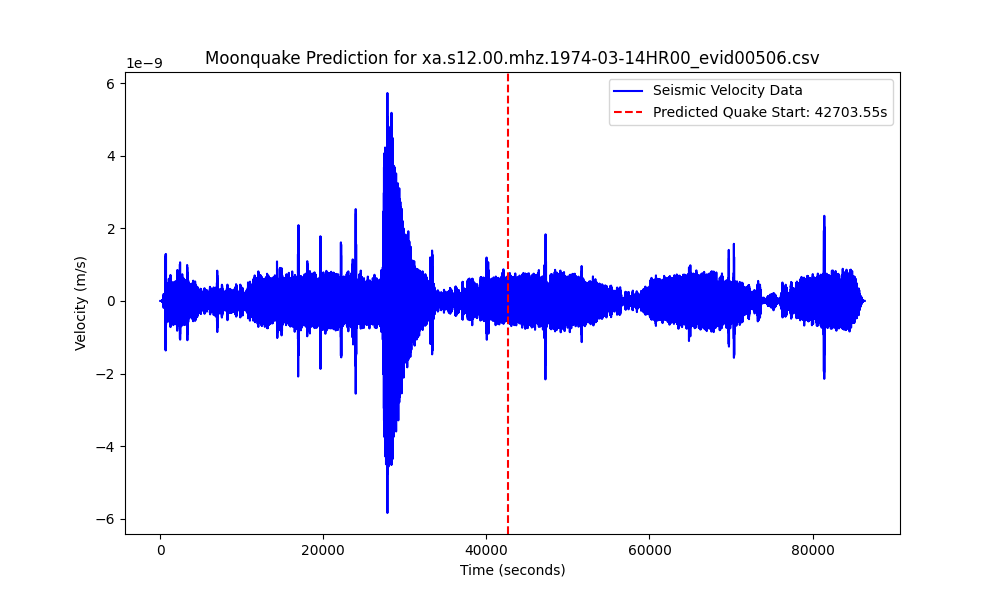 Moonquake Prediction for xa.s12.00.mhz.1974-03-14HR00_evid00506.csv
1e−9
Seismic Velocity Data
Predicted Quake Start: 42703.55s
6
4
2
0
−2
−4
−6
Velocity (m/s)
0 20000 40000 60000 80000
Time (seconds)